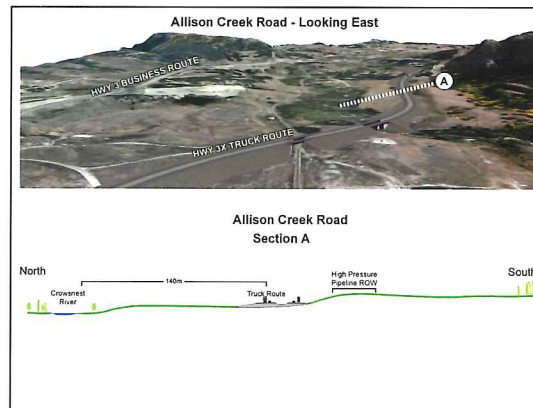 Allison Creek Road - Looking East
HWY 3 BUSINESS ROUTE
A
HWY 3X TRUCK ROUTE
Allison Creek Road
Section A
North
Crowsnest
River
140m
Truck Route
High Pressure
Pipeline ROW
South